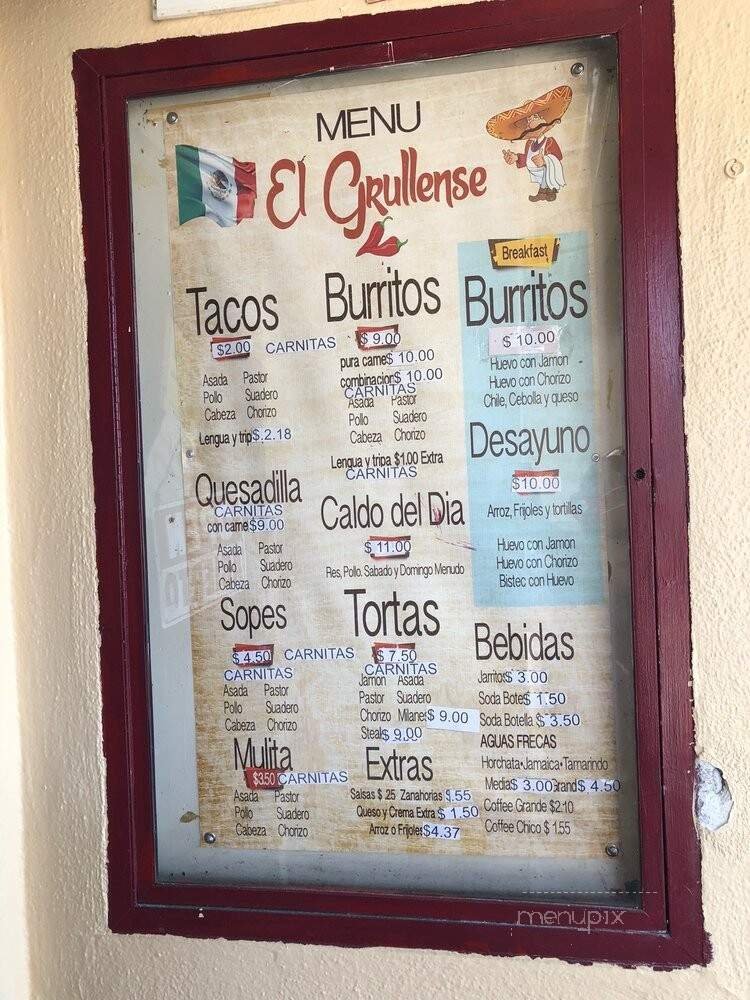 MENU
El Grullense
Tacos
$2.00 CARNITAS
Asada Pastor
Pollo Suadero
Cabeza Chorizo
Lengua y trip $.2.18
Burritos
$ 9.00
pura carne $ 10.00
combinacion $ 10.00
CARNITAS
Asada Pastor
Pollo Suadero
Cabeza Chorizo
Lengua y tripa $1.00 Extra
CARNITAS
Breakfast
Burritos
$ 10.00
Huevo con Jamon
Huevo con Chorizo
Chile, Cebolla y queso
Desayuno
$10.00
Arroz, Frijoles y tortillas
Huevo con Jamon
Huevo con Chorizo
Bistec con Huevo
Quesadilla
CARNITAS
con carne $9.00
Asada Pastor
Pollo Suadero
Cabeza Chorizo
Caldo del Dia
$ 11.00
Res, Pollo. Sabado y Domingo Menudo
Sopes
$ 4.50 CARNITAS
CARNITAS
Asada Pastor
Pollo Suadero
Cabeza Chorizo
Tortas
$ 7.50
CARNITAS
Jamon Asada
Pastor Suadero
Chorizo Milanes $ 9.00
Steak $ 9.00
Bebidas
Jarritos $ 3.00
Soda Bote $ 1.50
Soda Botella $ 3.50
AGUAS FRECAS
Horchata•Jamaica•Tamarindo
Media $ 3.00 Grand $ 4.50
Coffee Grande $2.10
Coffee Chico $ 1.55
Mulita
$3.50 CARNITAS
Asada Pastor
Pollo Suadero
Cabeza Chorizo
Extras
Salsas $ .25 Zanahorias $.55
Queso y Crema Extra $ 1.50
Arroz o Frijoles $4.37
menupix